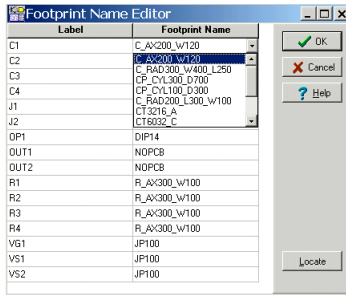 Footprint Name Editor
Label Footprint Name
C1 C_AX200_W120
C2 C_AX200_W120
C_RAD300_W400_L250
C3 CP_CYL300_D700
CP_CYL100_D300
C4 C_RAD200_L300_W100
J1 CT3216_A
J2 CT6032_C
OP1 DIP14
OUT1 NOPCB
OUT2 NOPCB
R1 R_AX300_W100
R2 R_AX300_W100
R3 R_AX300_W100
R4 R_AX300_W100
VG1 JP100
VS1 JP100
VS2 JP100
OK
Cancel
Help
Locate